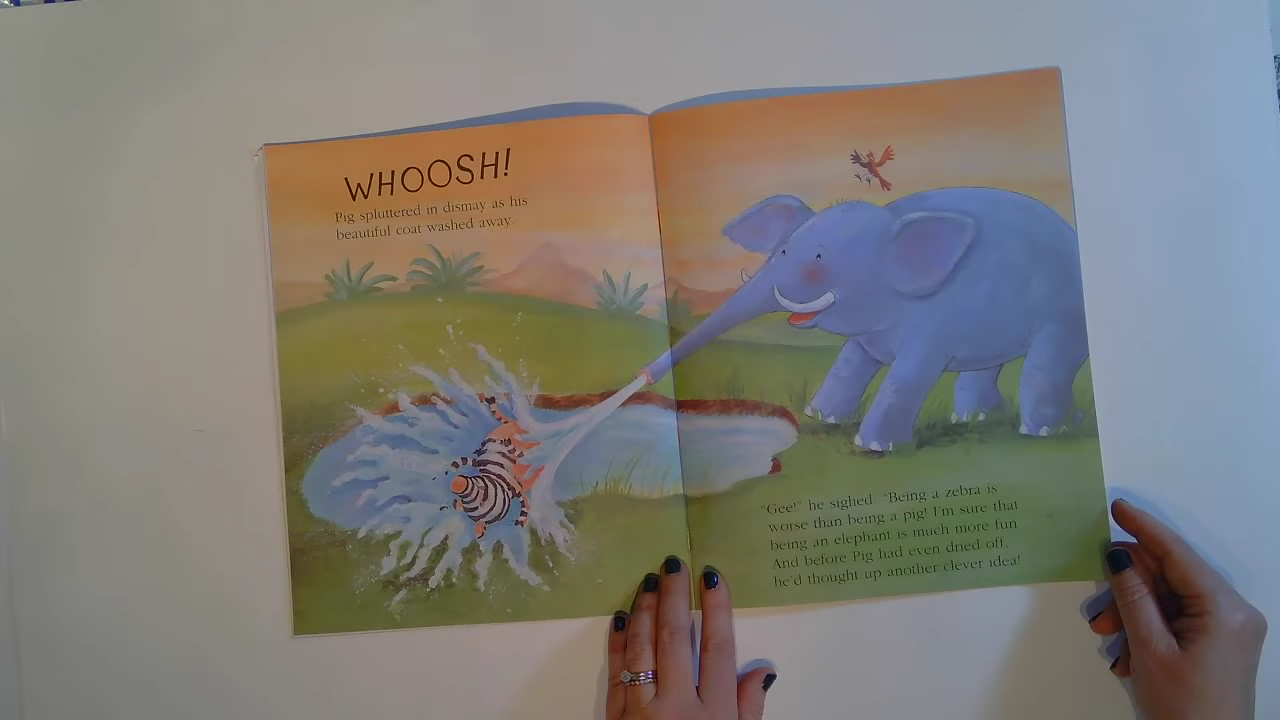 WHOOSH!
Pig spluttered in dismay as his
beautiful coat washed away.
"Gee!" he sighed. "Being a zebra is
worse than being a pig! I'm sure that
being an elephant is much more fun.
And before Pig had even dried off,
he'd thought up another clever idea!